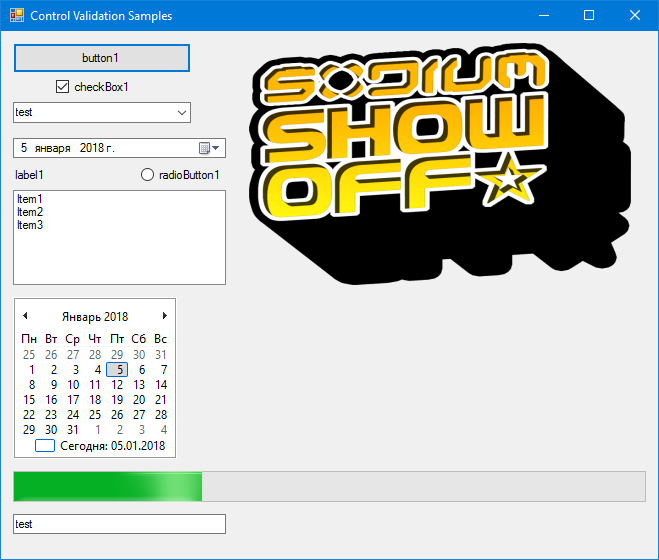 Control Validation Samples
button1
checkBox1
test
5 января 2018 г.
label1
radioButton1
Item1
Item2
Item3
SODIUM
SHOW
OFF
Январь 2018
Пн Вт Ср Чт Пт Сб Вс
25 26 27 28 29 30 31
1 2 3 4 5 6 7
8 9 10 11 12 13 14
15 16 17 18 19 20 21
22 23 24 25 26 27 28
29 30 31 1 2 3 4
Сегодня: 05.01.2018
test